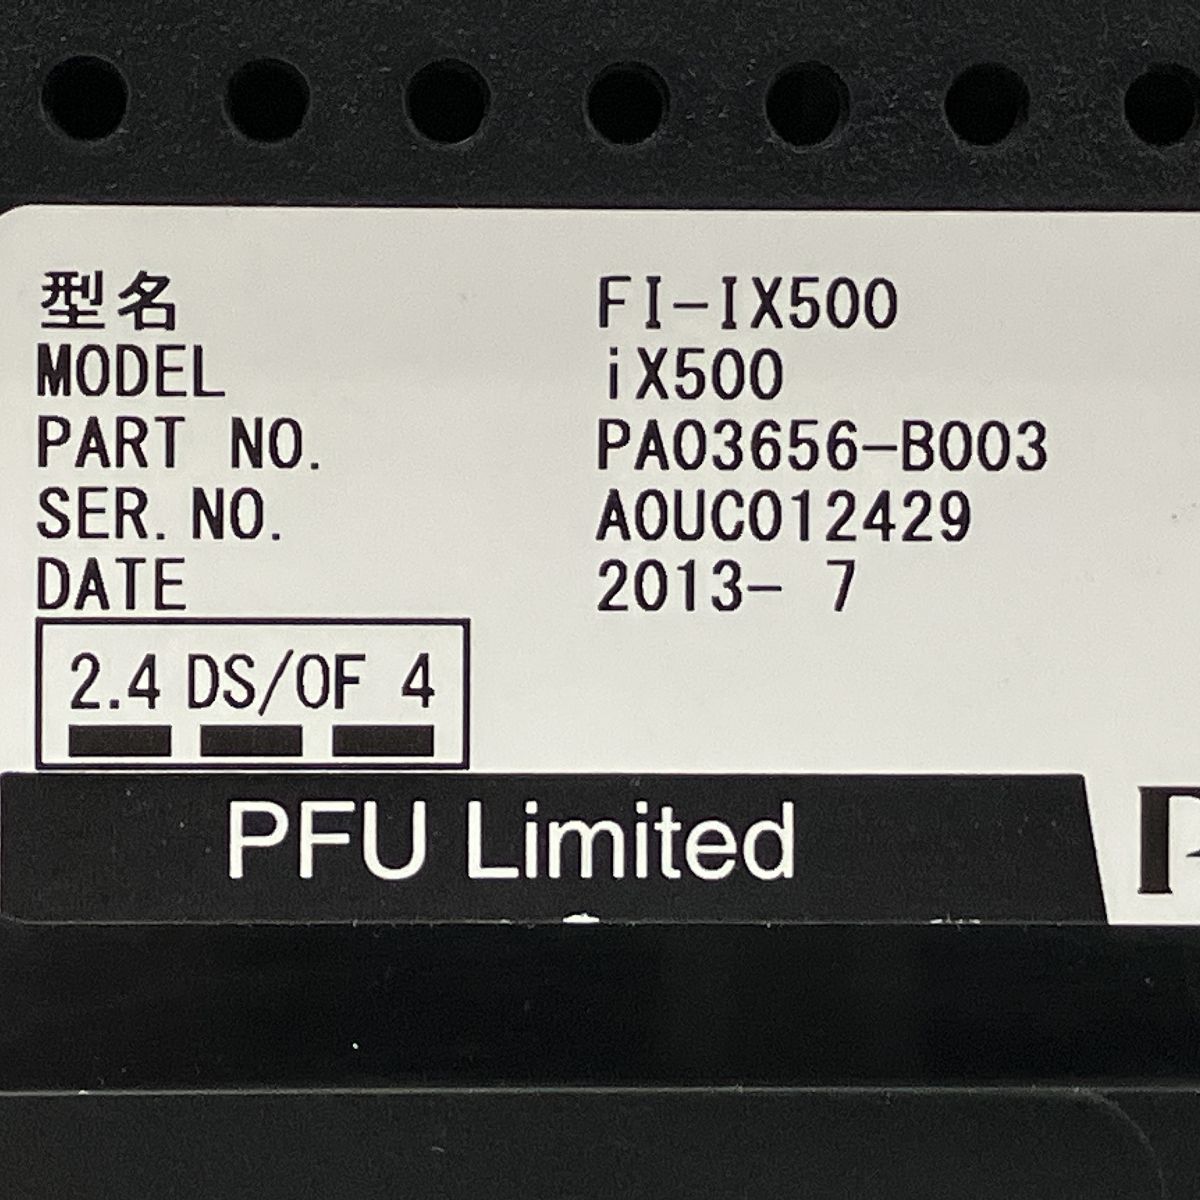 型名 FI-IX500
MODEL iX500
PART NO. PA03656-B003
SER. NO. A0UC012429
DATE 2013- 7
2.4 DS/OF 4
PFU Limited